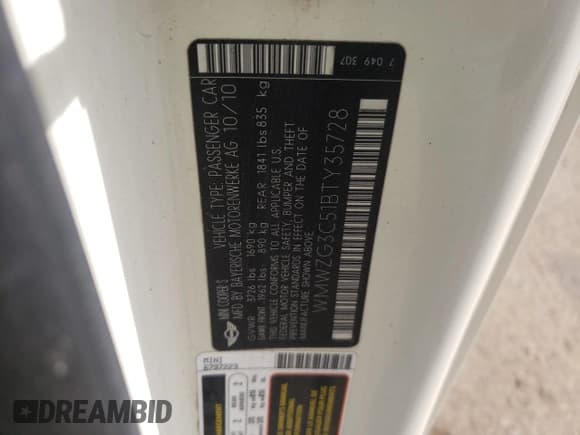 MINI COOPER S VEHICLE TYPE: PASSENGER CAR
MFD BY BAYERISCHE MOTORENWERKE AG 10/10
GVWR 3726 lbs 1690 kg
GAWR FRONT 1962 lbs 890 kg REAR 1841 lbs 835 kg
THIS VEHICLE CONFORMS TO ALL APPLICABLE U.S.
FEDERAL MOTOR VEHICLE SAFETY, BUMPER AND THEFT
PREVENTION STANDARDS IN EFFECT ON THE DATE OF
MANUFACTURE SHOWN ABOVE.
WMWZG3C51BTY35728
7 049 307
MINI
6797223
DREAMBID